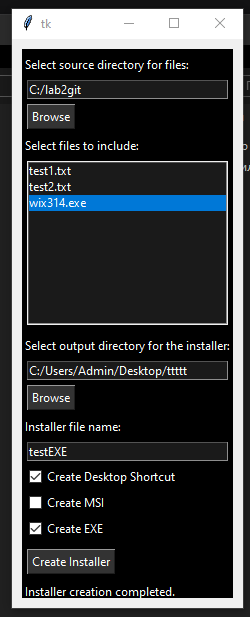 tk
Select source directory for files:
C:/lab2git
Browse
Select files to include:
test1.txt
test2.txt
wix314.exe
Select output directory for the installer:
C:/Users/Admin/Desktop/ttttt
Browse
Installer file name:
testEXE
Create Desktop Shortcut
Create MSI
Create EXE
Create Installer
Installer creation completed.